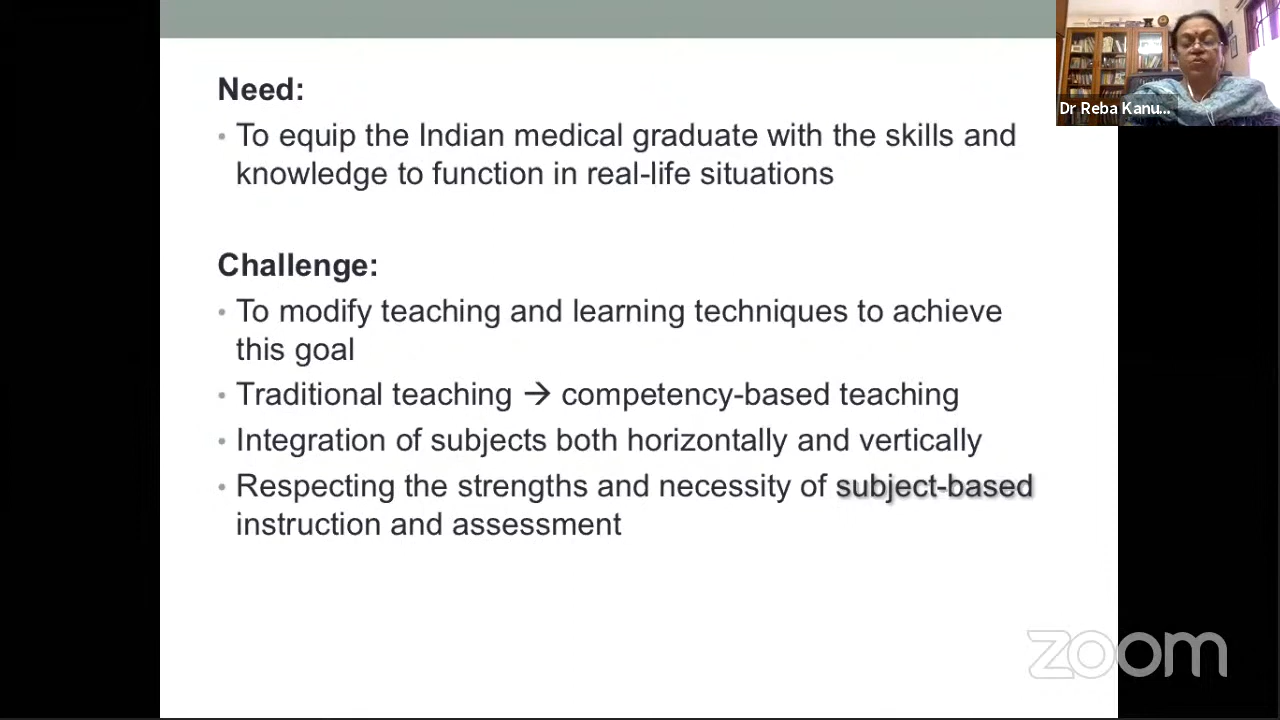 Need:
• To equip the Indian medical graduate with the skills and
knowledge to function in real-life situations
Challenge:
• To modify teaching and learning techniques to achieve
this goal
• Traditional teaching → competency-based teaching
• Integration of subjects both horizontally and vertically
• Respecting the strengths and necessity of subject-based
instruction and assessment
Dr Reba Kanu...
zoom